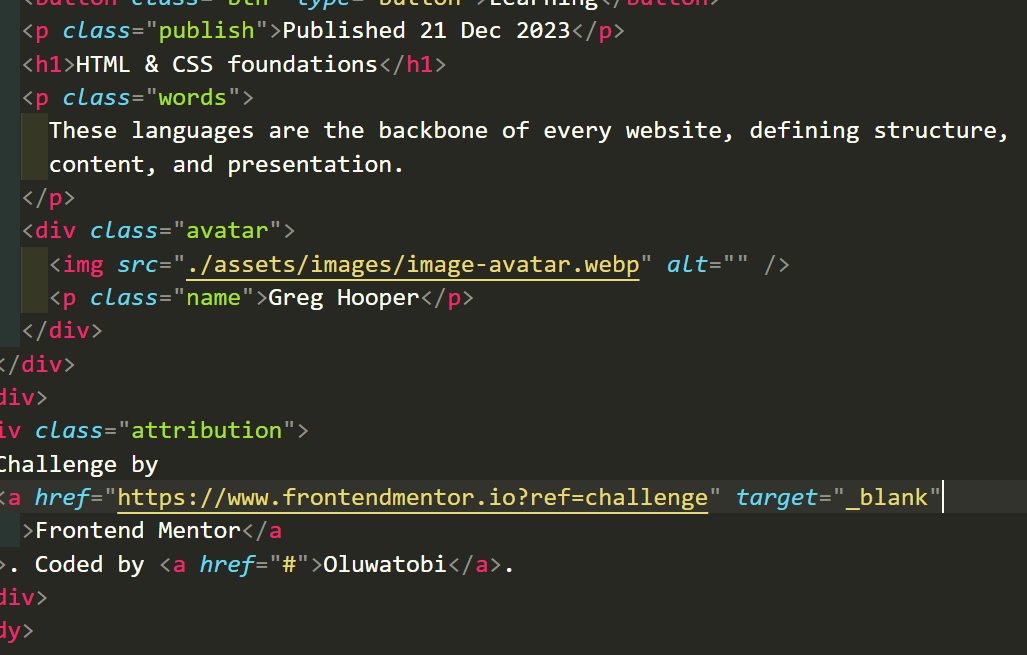 <button class="btn" type="button">Learning</button>
<p class="publish">Published 21 Dec 2023</p>
<h1>HTML & CSS foundations</h1>
<p class="words">
These languages are the backbone of every website, defining structure,
content, and presentation.
</p>
<div class="avatar">
<img src="./assets/images/image-avatar.webp" alt="" />
<p class="name">Greg Hooper</p>
</div>
</div>
div>
iv class="attribution">
Challenge by
<a href="https://www.frontendmentor.io?ref=challenge" target="_blank"
>Frontend Mentor</a
>. Coded by <a href="#">Oluwatobi</a>.
div>
dy>